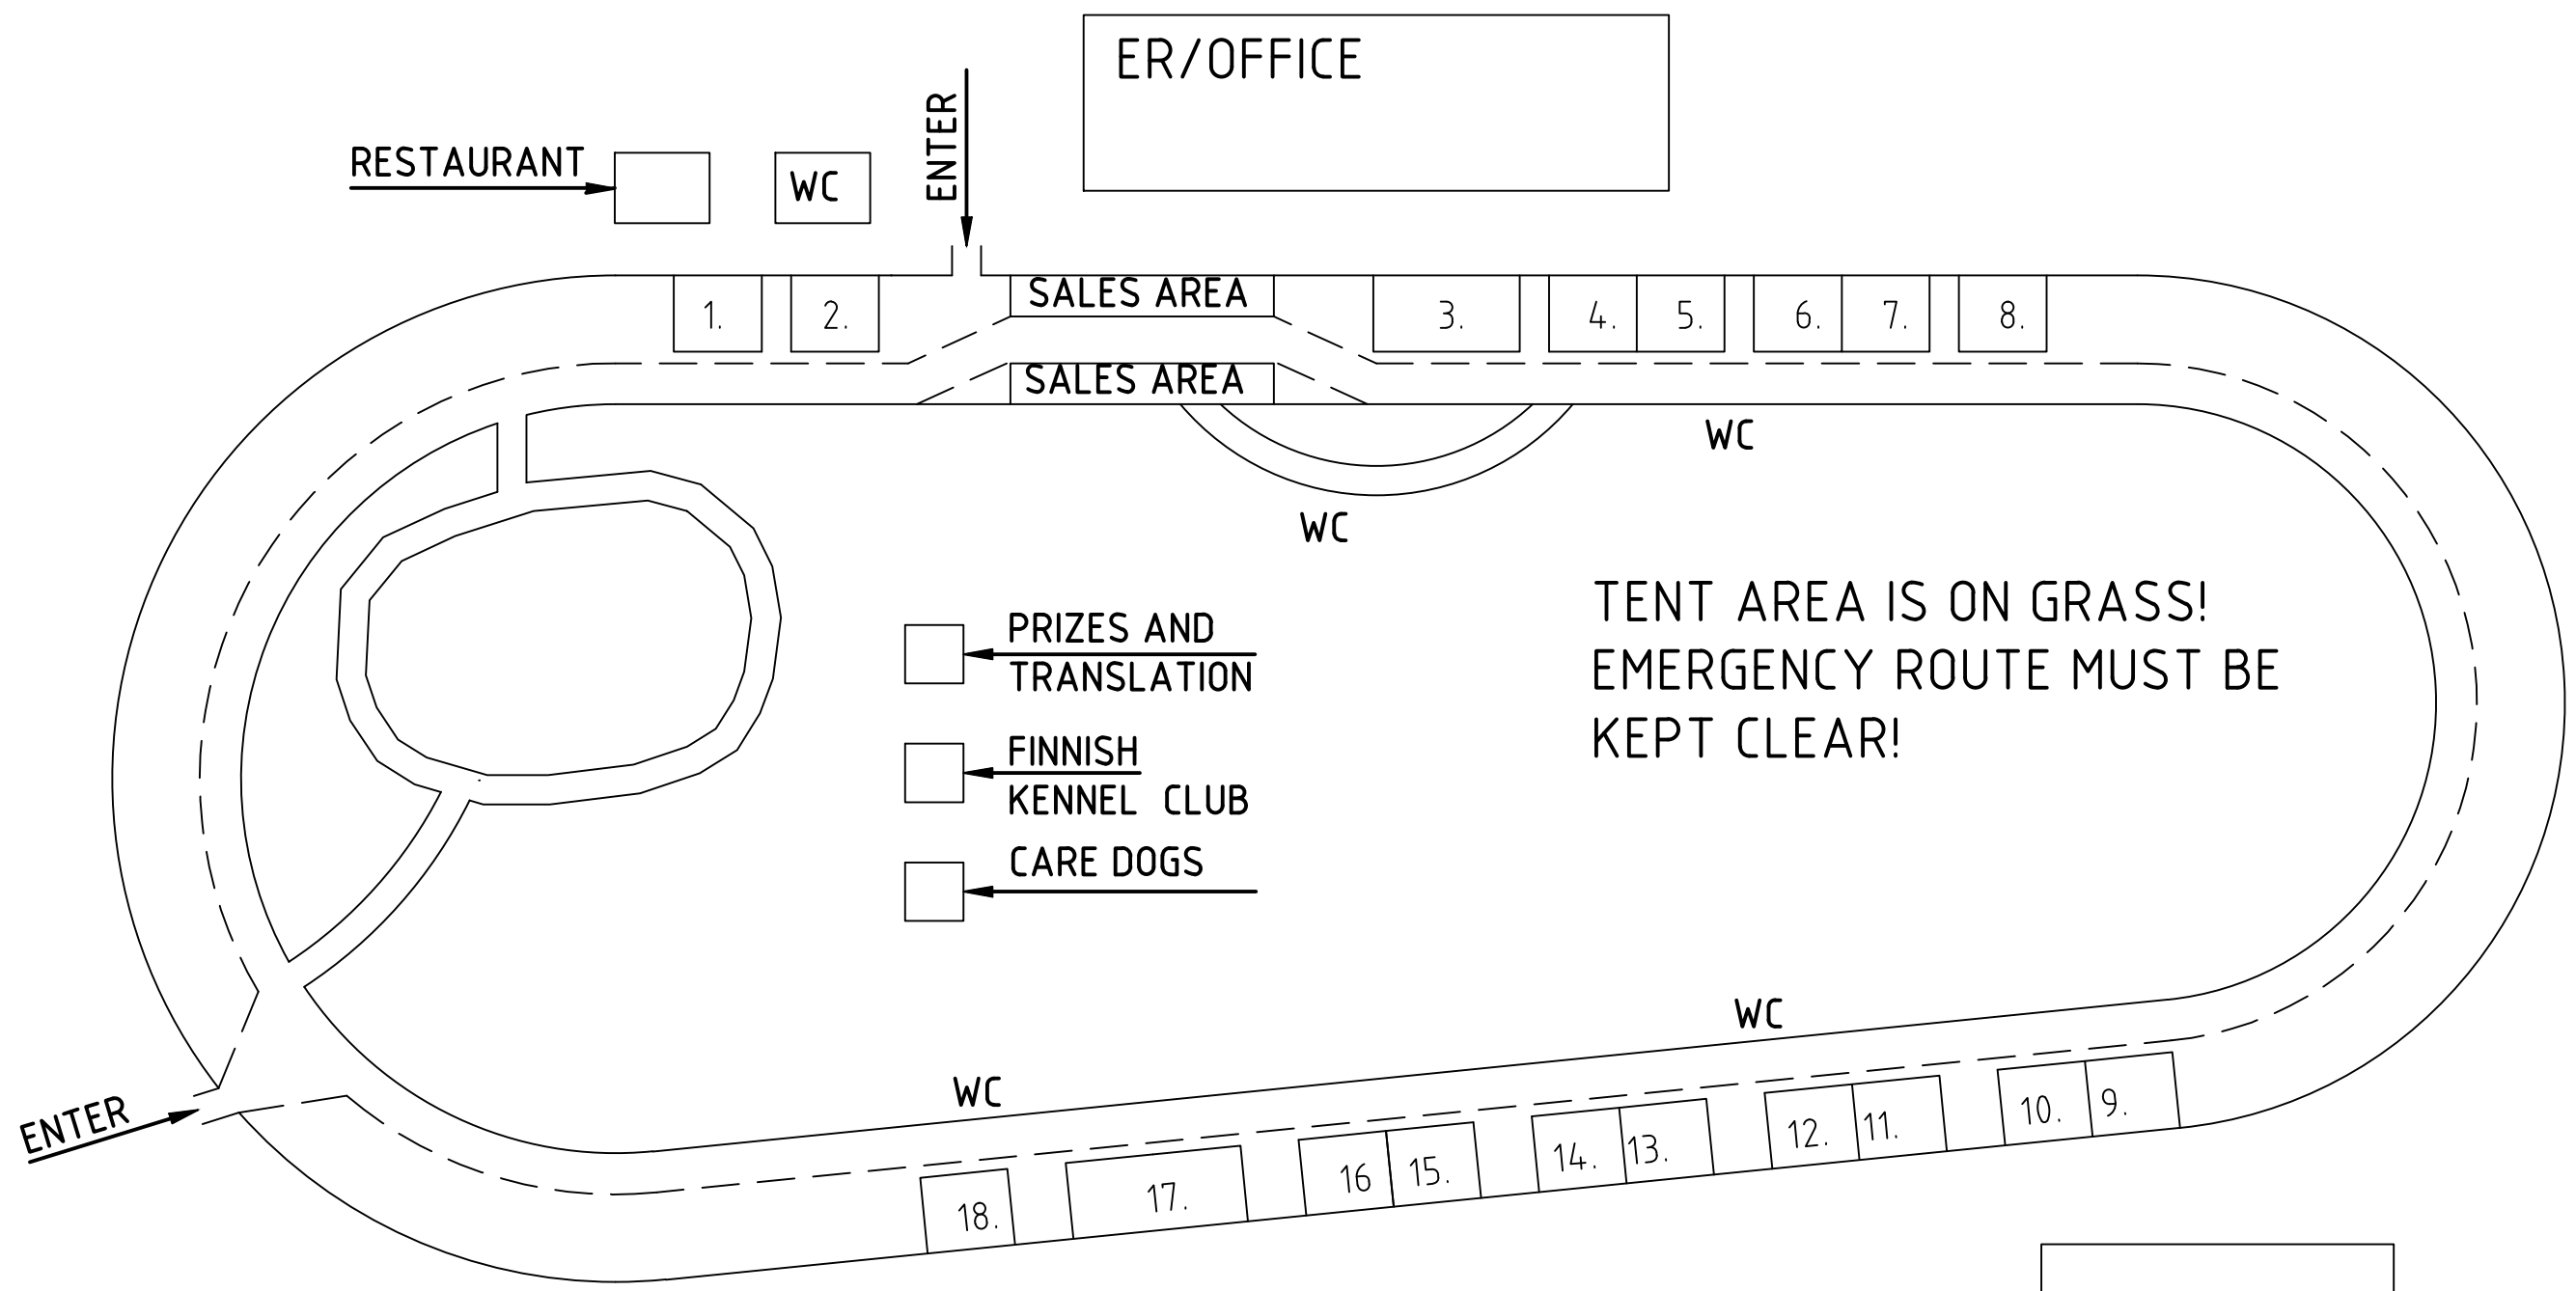 ER/OFFICE
ENTER
RESTAURANT
WC
SALES AREA
1.
2.
3.
4.
5.
6.
7.
8.
SALES AREA
WC
WC
PRIZES AND
TRANSLATION
FINNISH
KENNEL CLUB
CARE DOGS
TENT AREA IS ON GRASS!
EMERGENCY ROUTE MUST BE
KEPT CLEAR!
WC
WC
ENTER
18.
17.
16
15.
14.
13.
12.
11.
10.
9.